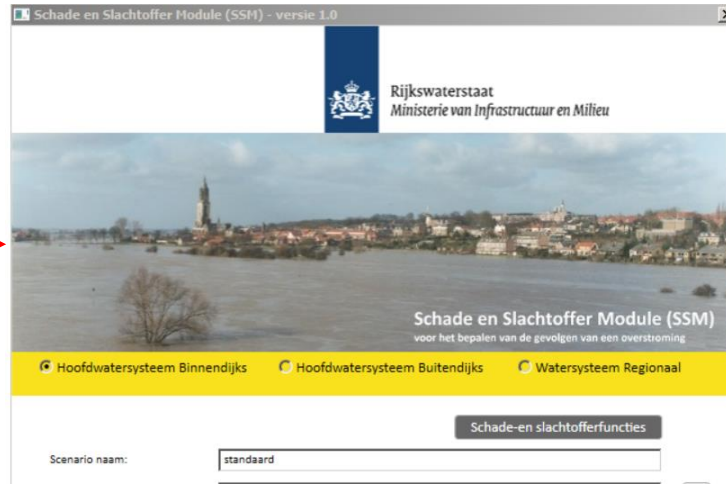 Schade en Slachtoffer Module (SSM) - versie 1.0
Rijkswaterstaat
Ministerie van Infrastructuur en Milieu
Schade en Slachtoffer Module (SSM)
voor het bepalen van de gevolgen van een overstroming
Hoofdwatersysteem Binnendijks Hoofdwatersysteem Buitendijks Watersysteem Regionaal
Schade-en slachtofferfuncties
Scenario naam: standaard